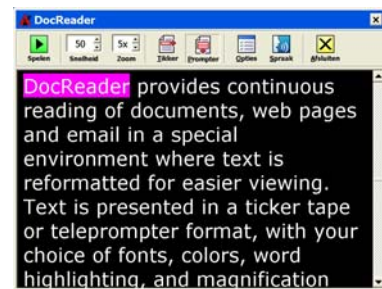 DocReader
50 5x
Spelen Snelheid Zoom Tikker Prompter Opties Spraak Afsluiten
DocReader provides continuous
reading of documents, web pages
and email in a special
environment where text is
reformatted for easier viewing.
Text is presented in a ticker tape
or teleprompter format, with your
choice of fonts, colors, word
highlighting, and magnification